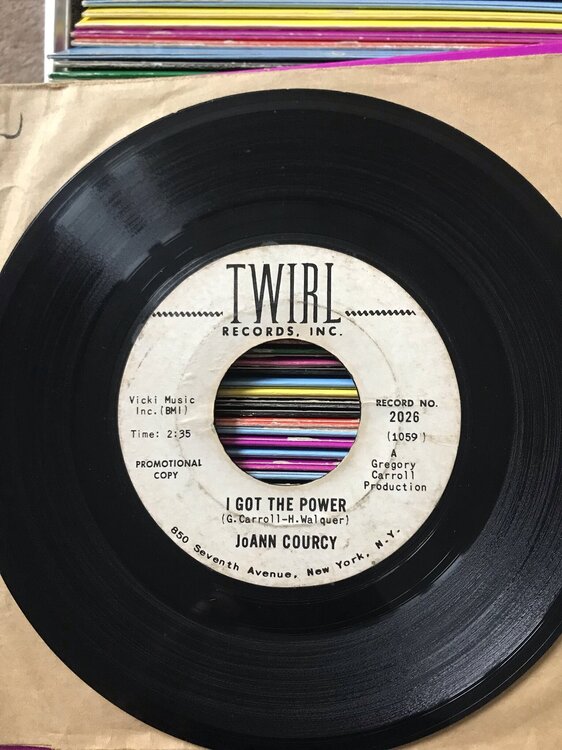 TWIRL
RECORDS, INC.
Vicki Music
Inc.(BMI)
Time: 2:35
PROMOTIONAL
COPY
RECORD NO.
2026
(1059)
A
Gregory
Carroll
Production
I GOT THE POWER
(G.Carroll-H.Walquer)
JoANN COURCY
850 Seventh Avenue, New York, N.Y.